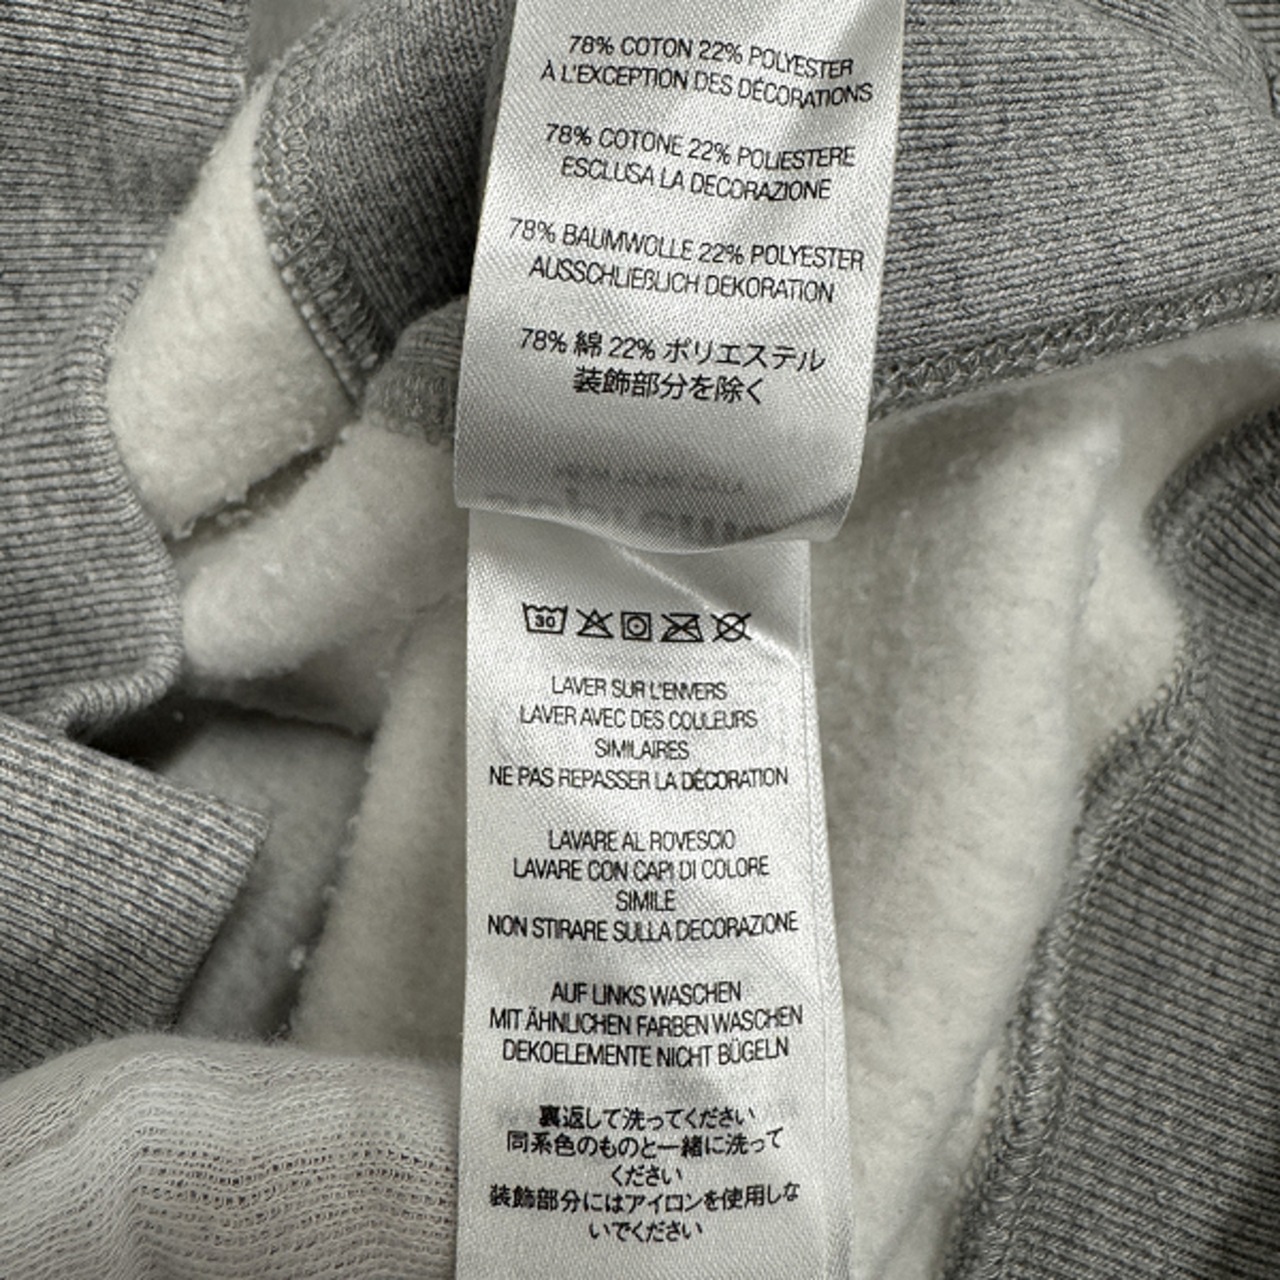 78% COTON 22% POLYESTER
À L'EXCEPTION DES DÉCORATIONS
78% COTONE 22% POLIESTERE
ESCLUSA LA DECORAZIONE
78% BAUMWOLLE 22% POLYESTER
AUSSCHLIEßLICH DEKORATION
78% 綿 22% ポリエステル
装飾部分を除く
30
LAVER SUR L'ENVERS
LAVER AVEC DES COULEURS
SIMILAIRES
NE PAS REPASSER LA DÉCORATION
LAVARE AL ROVESCIO
LAVARE CON CAPI DI COLORE
SIMILE
NON STIRARE SULLA DECORAZIONE
AUF LINKS WASCHEN
MIT ÄHNLICHEN FARBEN WASCHEN
DEKOELEMENTE NICHT BÜGELN
裏返して洗ってください
同系色のものと一緒に洗って
ください
装飾部分にはアイロンを使用しな
いでください